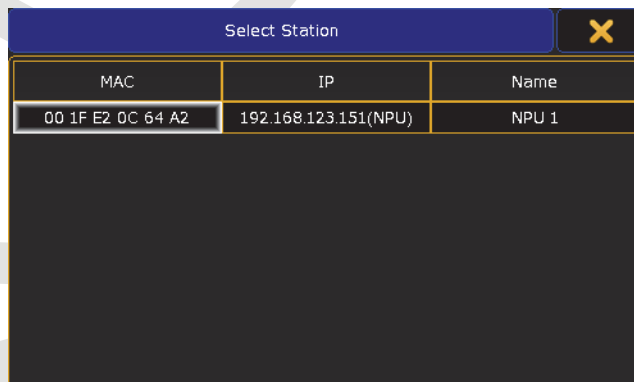 Select Station
MAC IP Name
00 1F E2 0C 64 A2 192.168.123.151(NPU) NPU 1